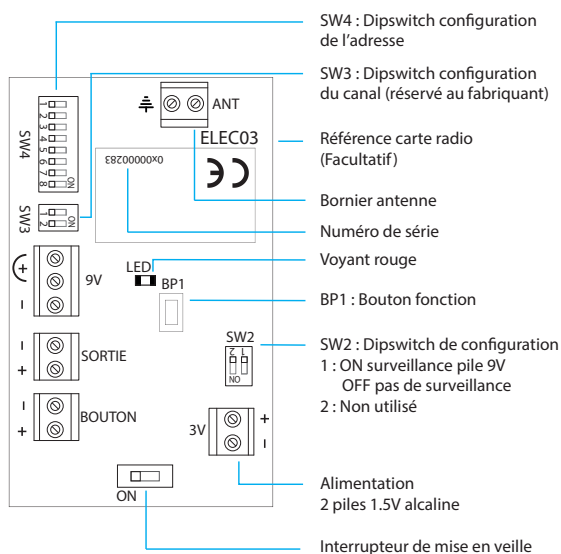 SW4 : Dipswitch configuration
de l'adresse
SW3 : Dipswitch configuration
du canal (réservé au fabriquant)
Référence carte radio
(Facultatif)
Bornier antenne
Numéro de série
Voyant rouge
BP1 : Bouton fonction
SW2 : Dipswitch de configuration
1 : ON surveillance pile 9V
OFF pas de surveillance
2 : Non utilisé
Alimentation
2 piles 1.5V alcaline
Interrupteur de mise en veille
ANT
ELEC03
0x00000283
CE
SW4
1 2 3 4 5 6 7 8
ON
SW3
1 2
ON
+
9V
−
LED
BP1
SW2
2 1
ON
−
SORTIE
+
−
BOUTON
+
3V
+
−
ON